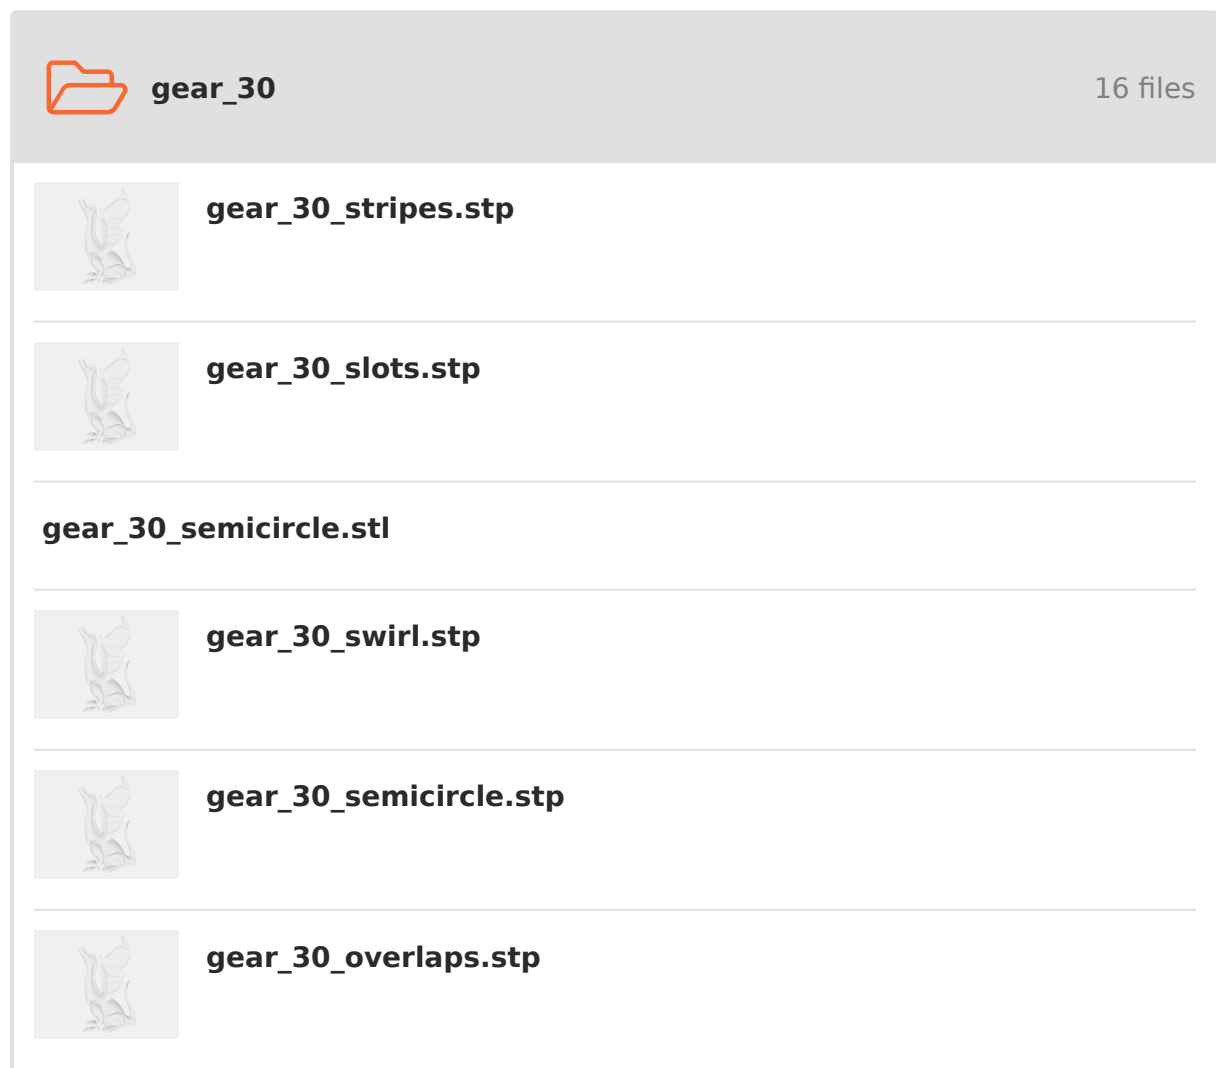 gear_30
16 files
gear_30_stripes.stp
gear_30_slots.stp
gear_30_semicircle.stl
gear_30_swirl.stp
gear_30_semicircle.stp
gear_30_overlaps.stp